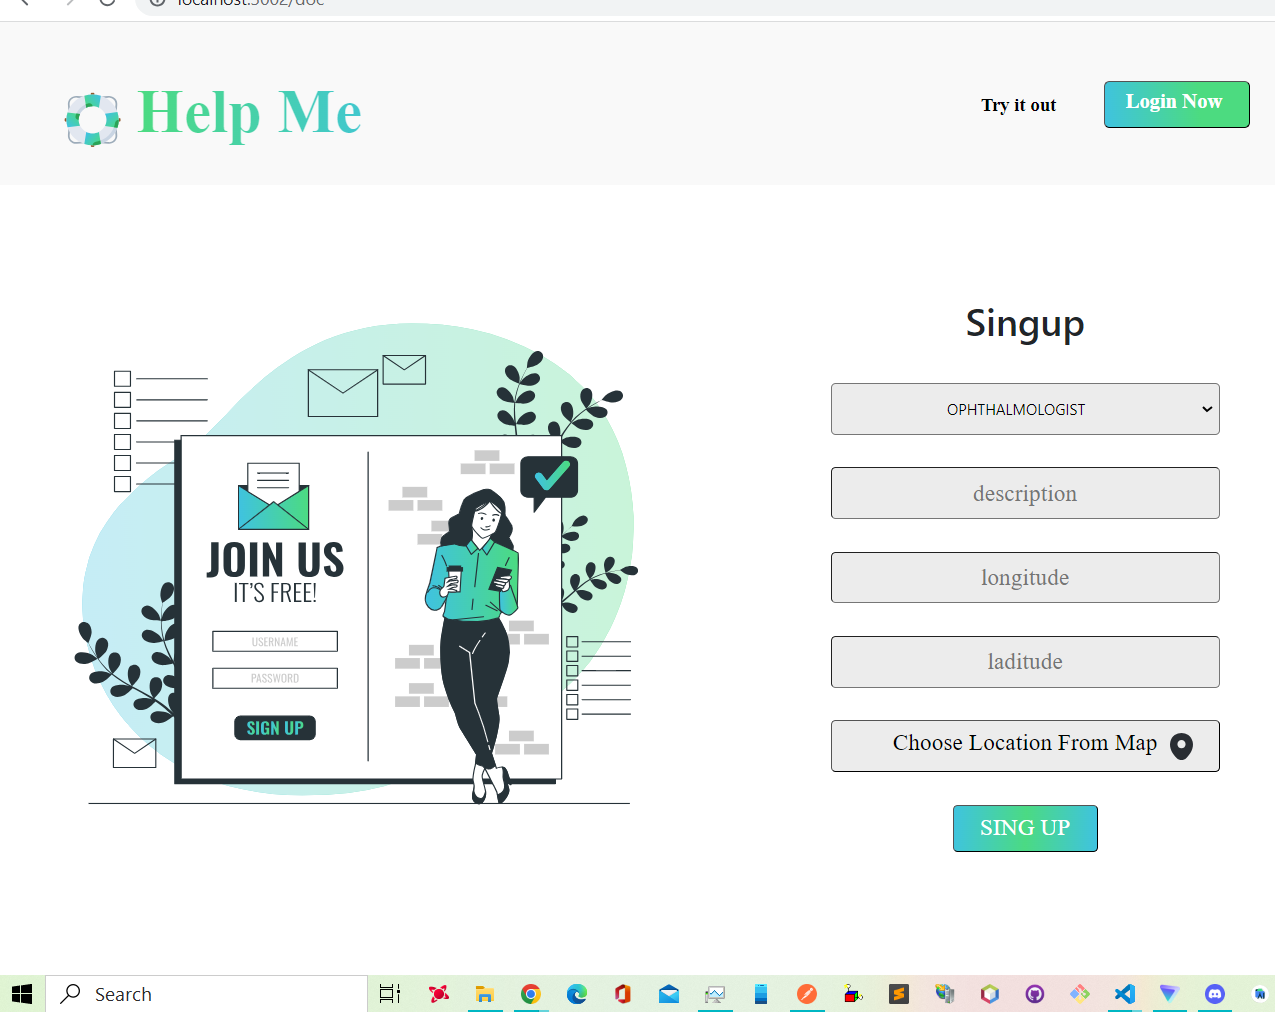 localhost:3002/doc
Help Me
Try it out
Login Now
JOIN US
IT'S FREE!
USERNAME
PASSWORD
SIGN UP
Singup
OPHTHALMOLOGIST
description
longitude
laditude
Choose Location From Map
SING UP
Search